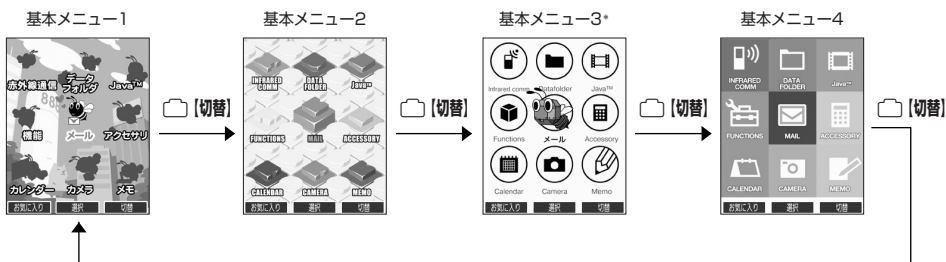 基本メニュー1
赤外線通信 データフォルダ Java™
機能 メール アクセサリ
カレンダー カメラ メモ
お気に入り 選択 切替
【切替】
基本メニュー2
INFRARED COMM DATA FOLDER Java™
FUNCTIONS MAIL ACCESSORY
CALENDAR CAMERA MEMO
お気に入り 選択 切替
【切替】
基本メニュー3*
Infrared comm Datafolder Java™
Functions メール Accessory
Calendar Camera Memo
お気に入り 選択 切替
【切替】
基本メニュー4
INFRARED COMM DATA FOLDER Java™
FUNCTIONS MAIL ACCESSORY
CALENDAR CAMERA MEMO
お気に入り 選択 切替
【切替】